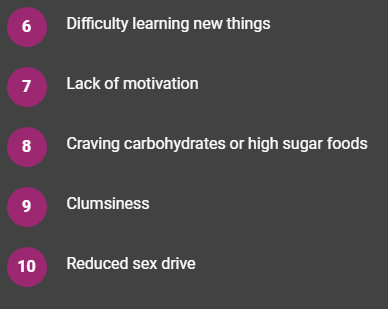 6 Difficulty learning new things
7 Lack of motivation
8 Craving carbohydrates or high sugar foods
9 Clumsiness
10 Reduced sex drive